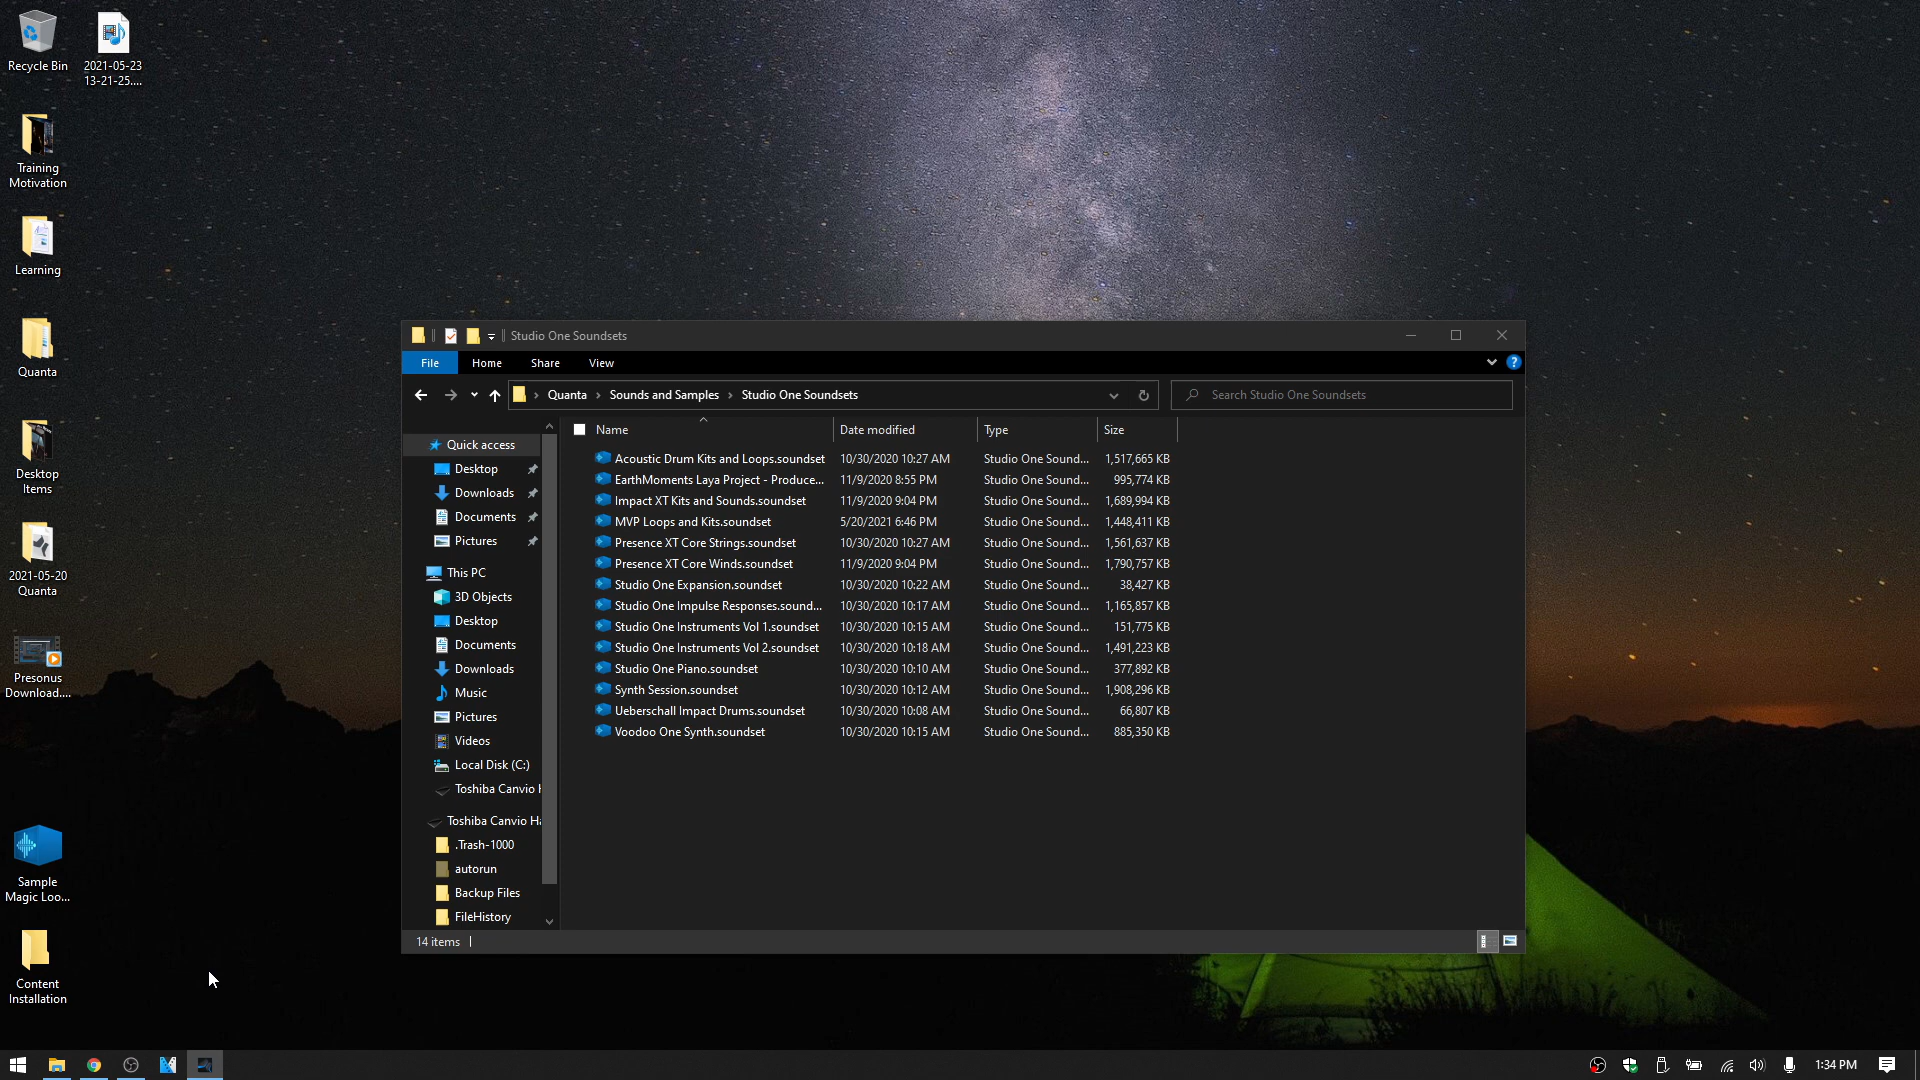 Recycle Bin
2021-05-23
13-21-25....
Training
Motivation
Learning
Quanta
Desktop
Items
2021-05-20
Quanta
Presonus
Download....
Sample
Magic Loo...
Content
Installation
Studio One Soundsets
File Home Share View
Quanta Sounds and Samples Studio One Soundsets
Search Studio One Soundsets
Quick access
Desktop
Downloads
Documents
Pictures
This PC
3D Objects
Desktop
Documents
Downloads
Music
Pictures
Videos
Local Disk (C:)
Toshiba Canvio H
Toshiba Canvio Ha
.Trash-1000
autorun
Backup Files
FileHistory
Name Date modified Type Size
Acoustic Drum Kits and Loops.soundset 10/30/2020 10:27 AM Studio One Sound... 1,517,665 KB
EarthMoments Laya Project - Produce... 11/9/2020 8:55 PM Studio One Sound... 995,774 KB
Impact XT Kits and Sounds.soundset 11/9/2020 9:04 PM Studio One Sound... 1,689,994 KB
MVP Loops and Kits.soundset 5/20/2021 6:46 PM Studio One Sound... 1,448,411 KB
Presence XT Core Strings.soundset 10/30/2020 10:27 AM Studio One Sound... 1,561,637 KB
Presence XT Core Winds.soundset 11/9/2020 9:04 PM Studio One Sound... 1,790,757 KB
Studio One Expansion.soundset 10/30/2020 10:22 AM Studio One Sound... 38,427 KB
Studio One Impulse Responses.sound... 10/30/2020 10:17 AM Studio One Sound... 1,165,857 KB
Studio One Instruments Vol 1.soundset 10/30/2020 10:15 AM Studio One Sound... 151,775 KB
Studio One Instruments Vol 2.soundset 10/30/2020 10:18 AM Studio One Sound... 1,491,223 KB
Studio One Piano.soundset 10/30/2020 10:10 AM Studio One Sound... 377,892 KB
Synth Session.soundset 10/30/2020 10:12 AM Studio One Sound... 1,908,296 KB
Ueberschall Impact Drums.soundset 10/30/2020 10:08 AM Studio One Sound... 66,807 KB
Voodoo One Synth.soundset 10/30/2020 10:15 AM Studio One Sound... 885,350 KB
14 items
1:34 PM